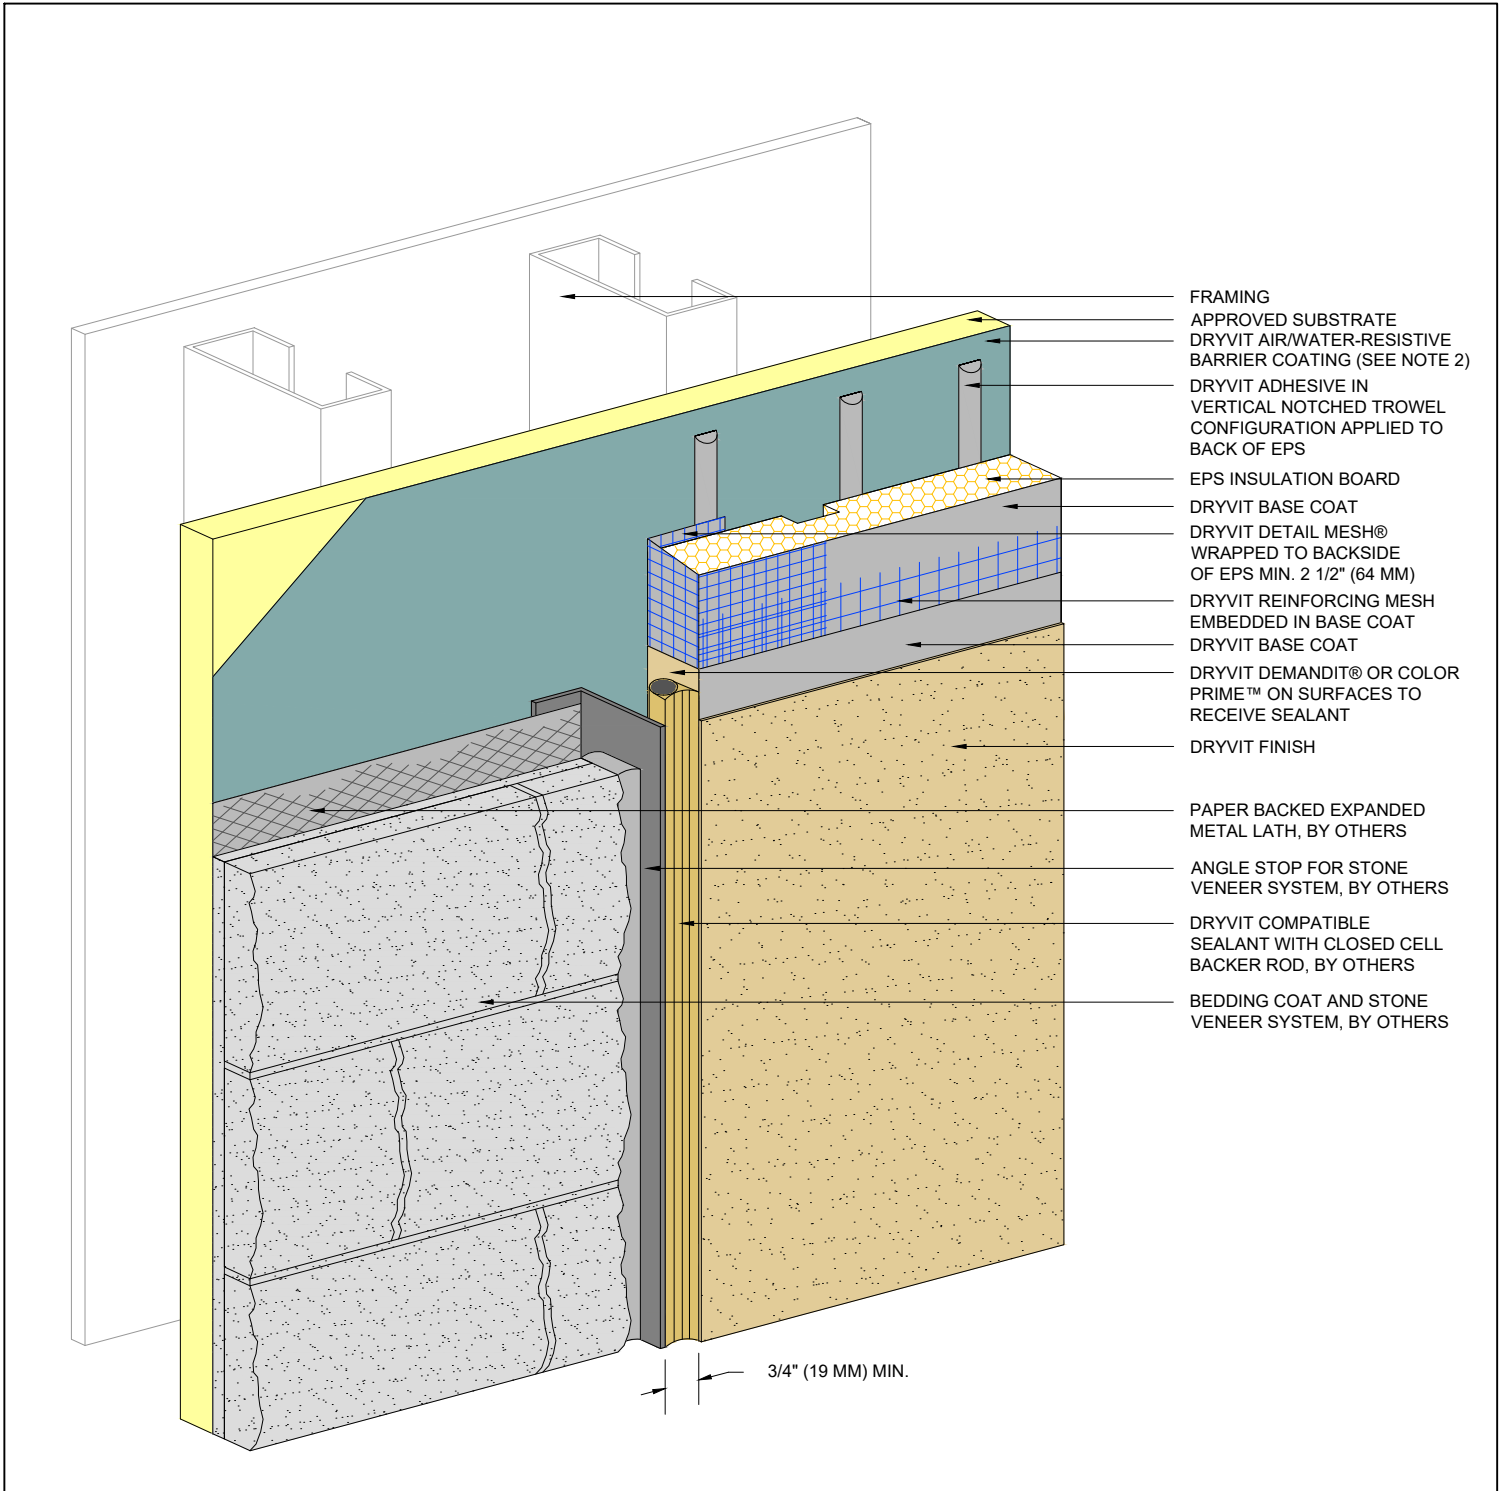 FRAMING
APPROVED SUBSTRATE
DRYVIT AIR/WATER-RESISTIVE
BARRIER COATING (SEE NOTE 2)
DRYVIT ADHESIVE IN
VERTICAL NOTCHED TROWEL
CONFIGURATION APPLIED TO
BACK OF EPS
EPS INSULATION BOARD
DRYVIT BASE COAT
DRYVIT DETAIL MESH®
WRAPPED TO BACKSIDE
OF EPS MIN. 2 1/2" (64 MM)
DRYVIT REINFORCING MESH
EMBEDDED IN BASE COAT
DRYVIT BASE COAT
DRYVIT DEMANDIT® OR COLOR
PRIME™ ON SURFACES TO
RECEIVE SEALANT
DRYVIT FINISH
PAPER BACKED EXPANDED
METAL LATH, BY OTHERS
ANGLE STOP FOR STONE
VENEER SYSTEM, BY OTHERS
DRYVIT COMPATIBLE
SEALANT WITH CLOSED CELL
BACKER ROD, BY OTHERS
BEDDING COAT AND STONE
VENEER SYSTEM, BY OTHERS
3/4" (19 MM) MIN.